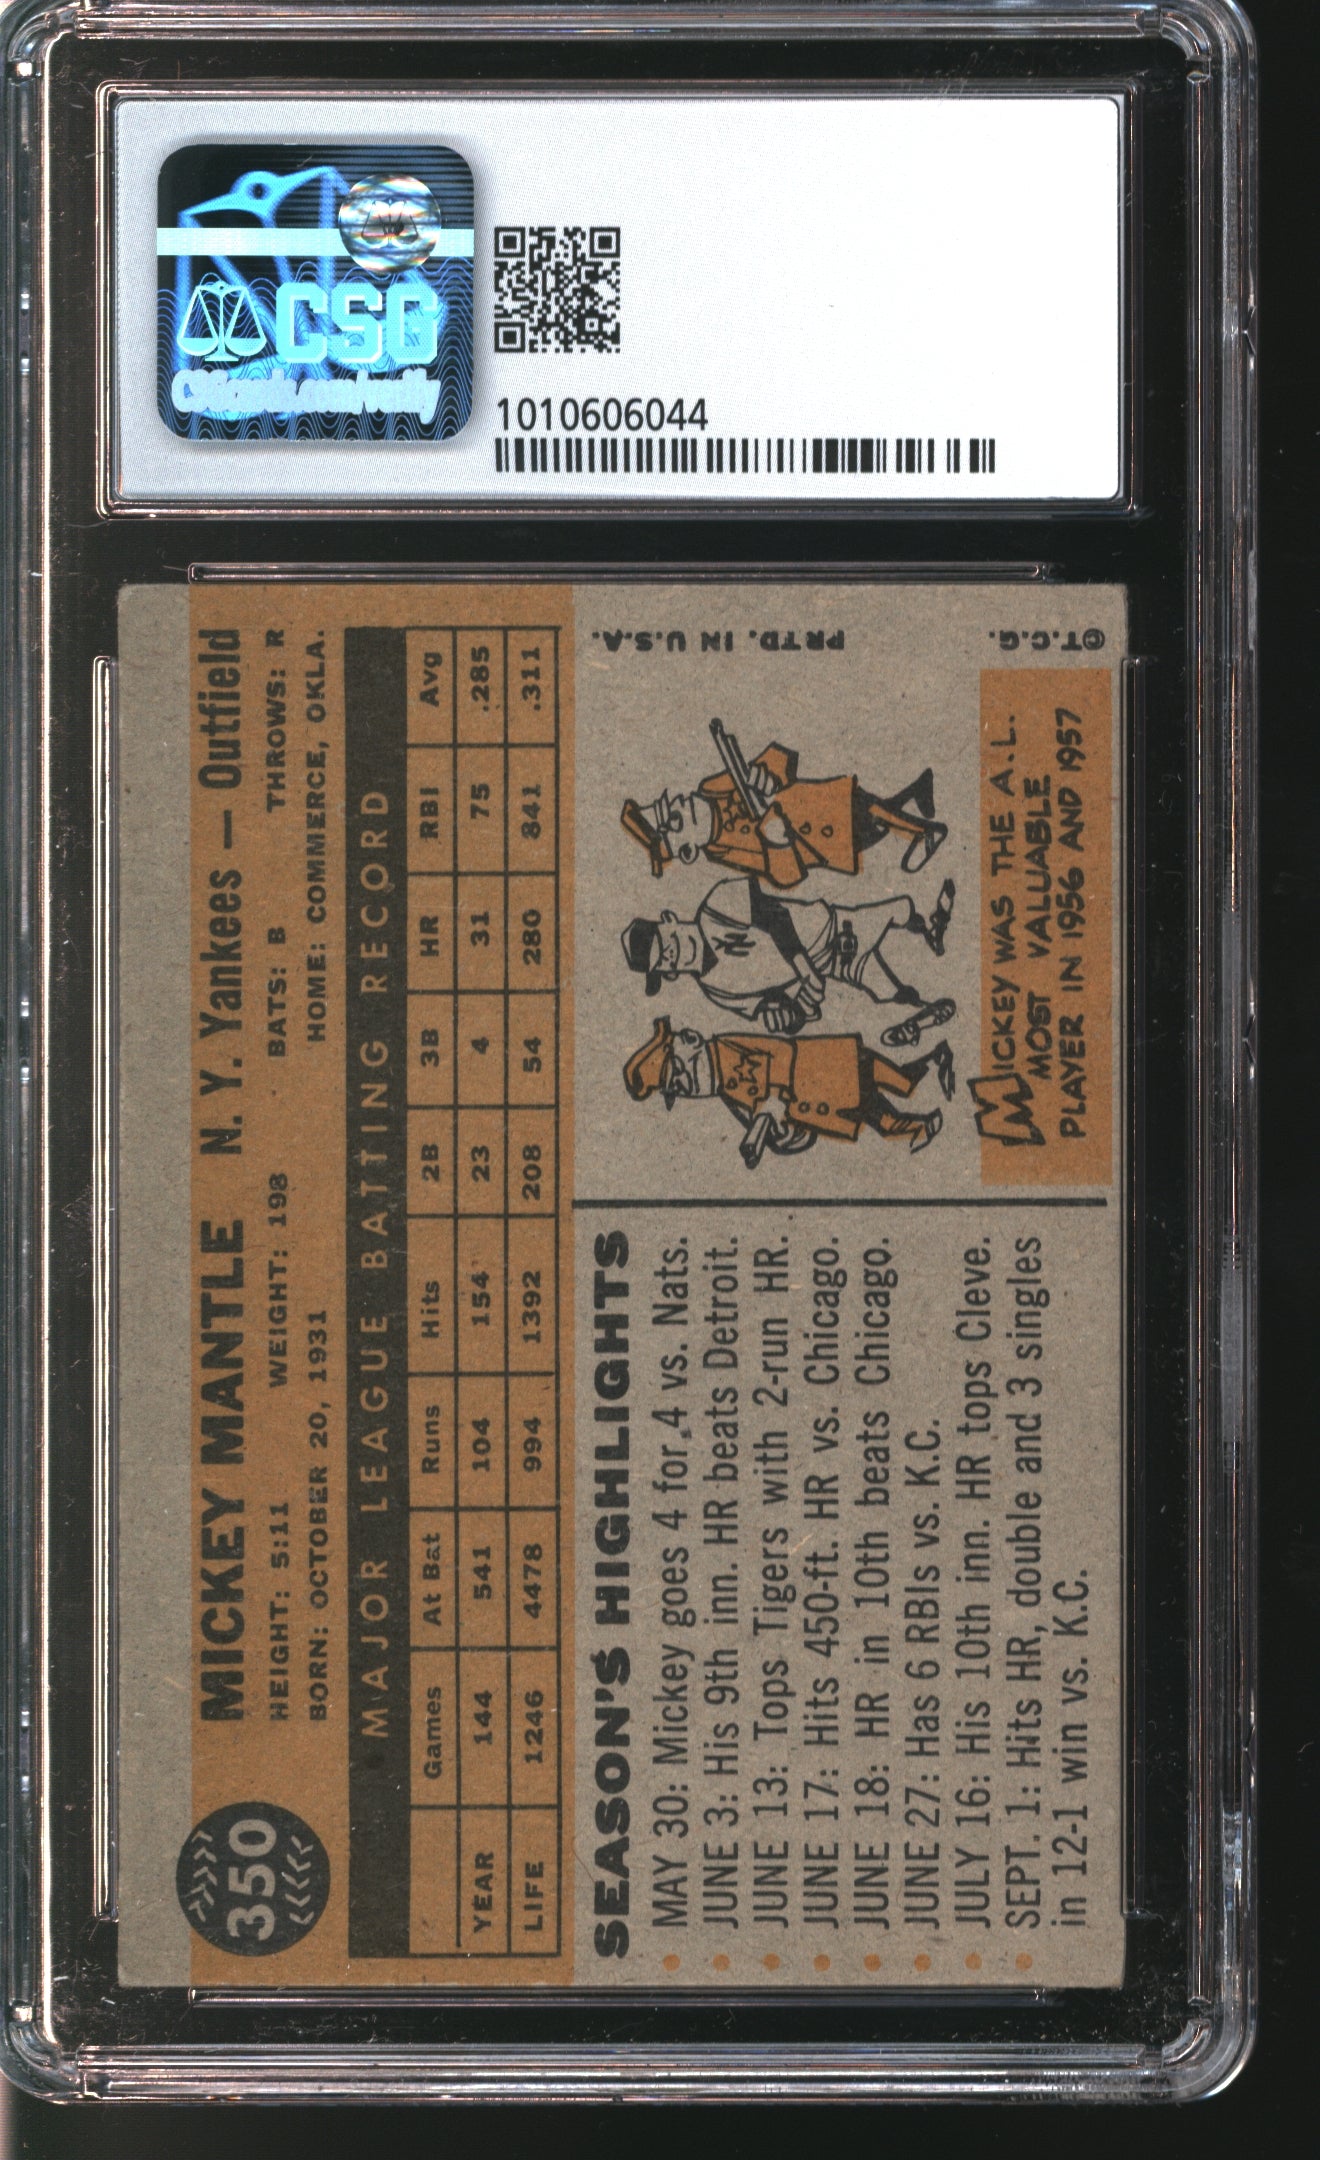 CSG
CSGcards.com/verify
1010606044
350
MICKEY MANTLE N. Y. Yankees — Outfield
HEIGHT: 5:11 WEIGHT: 198 BATS: B THROWS: R
BORN: OCTOBER 20, 1931 HOME: COMMERCE, OKLA.
MAJOR LEAGUE BATTING RECORD
Games At Bat Runs Hits 2B 3B HR RBI Avg
YEAR 144 541 104 154 23 4 31 75 .285
LIFE 1246 4478 994 1392 208 54 280 841 .311
SEASON'S HIGHLIGHTS
MAY 30: Mickey goes 4 for 4 vs. Nats.
JUNE 3: His 9th inn. HR beats Detroit.
JUNE 13: Tops Tigers with 2-run HR.
JUNE 17: Hits 450-ft. HR vs. Chicago.
JUNE 18: HR in 10th beats Chicago.
JUNE 27: Has 6 RBIs vs. K.C.
JULY 16: His 10th inn. HR tops Cleve.
SEPT. 1: Hits HR, double and 3 singles
in 12-1 win vs. K.C.
NY
MICKEY WAS THE A.L.
MOST VALUABLE
PLAYER IN 1956 AND 1957
©T.C.G.
PRTD. IN U.S.A.